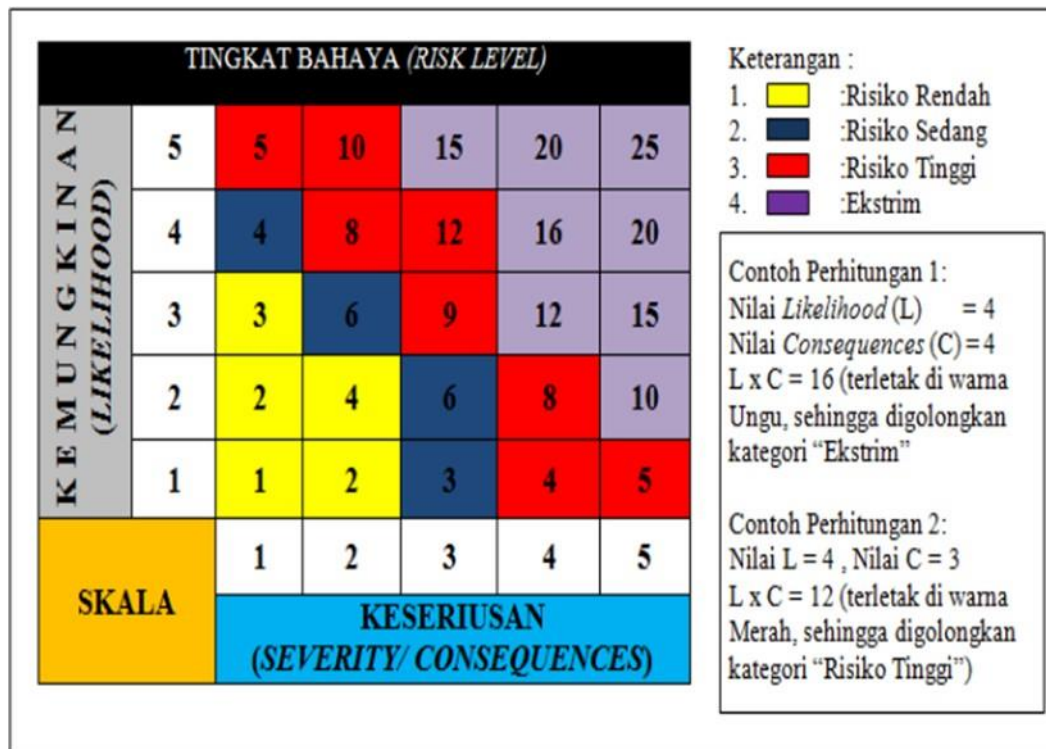 TINGKAT BAHAYA (RISK LEVEL)
KEMUNGKINAN
(LIKELIHOOD)
5 5 10 15 20 25
4 4 8 12 16 20
3 3 6 9 12 15
2 2 4 6 8 10
1 1 2 3 4 5
SKALA
1 2 3 4 5
KESERIUSAN
(SEVERITY/ CONSEQUENCES)
Keterangan :
1. :Risiko Rendah
2. :Risiko Sedang
3. :Risiko Tinggi
4. :Ekstrim
Contoh Perhitungan 1:
Nilai Likelihood (L) = 4
Nilai Consequences (C) = 4
L x C = 16 (terletak di warna
Ungu, sehingga digolongkan
kategori “Ekstrim”
Contoh Perhitungan 2:
Nilai L = 4 , Nilai C = 3
L x C = 12 (terletak di warna
Merah, sehingga digolongkan
kategori “Risiko Tinggi”)